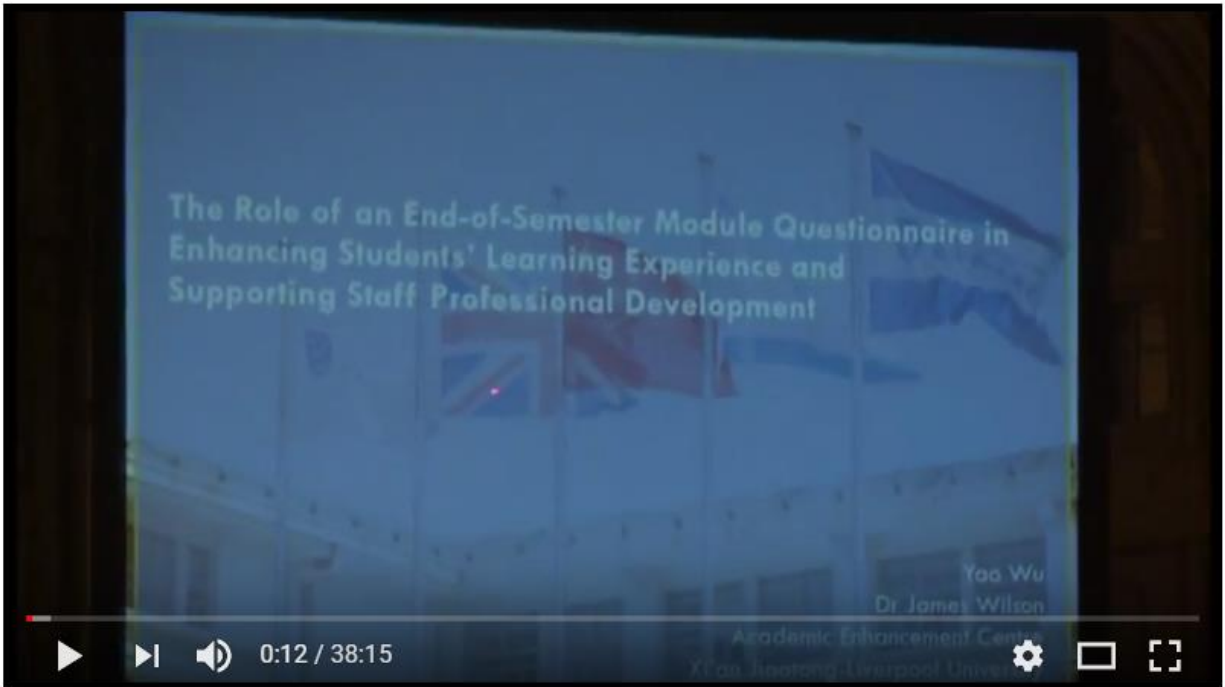 The Role of an End-of-Semester Module Questionnaire in
Enhancing Students' Learning Experience and
Supporting Staff Professional Development
Yao Wu
Dr James Wilson
Academic Enhancement Centre
Xi'an Jiaotong-Liverpool University
0:12 / 38:15